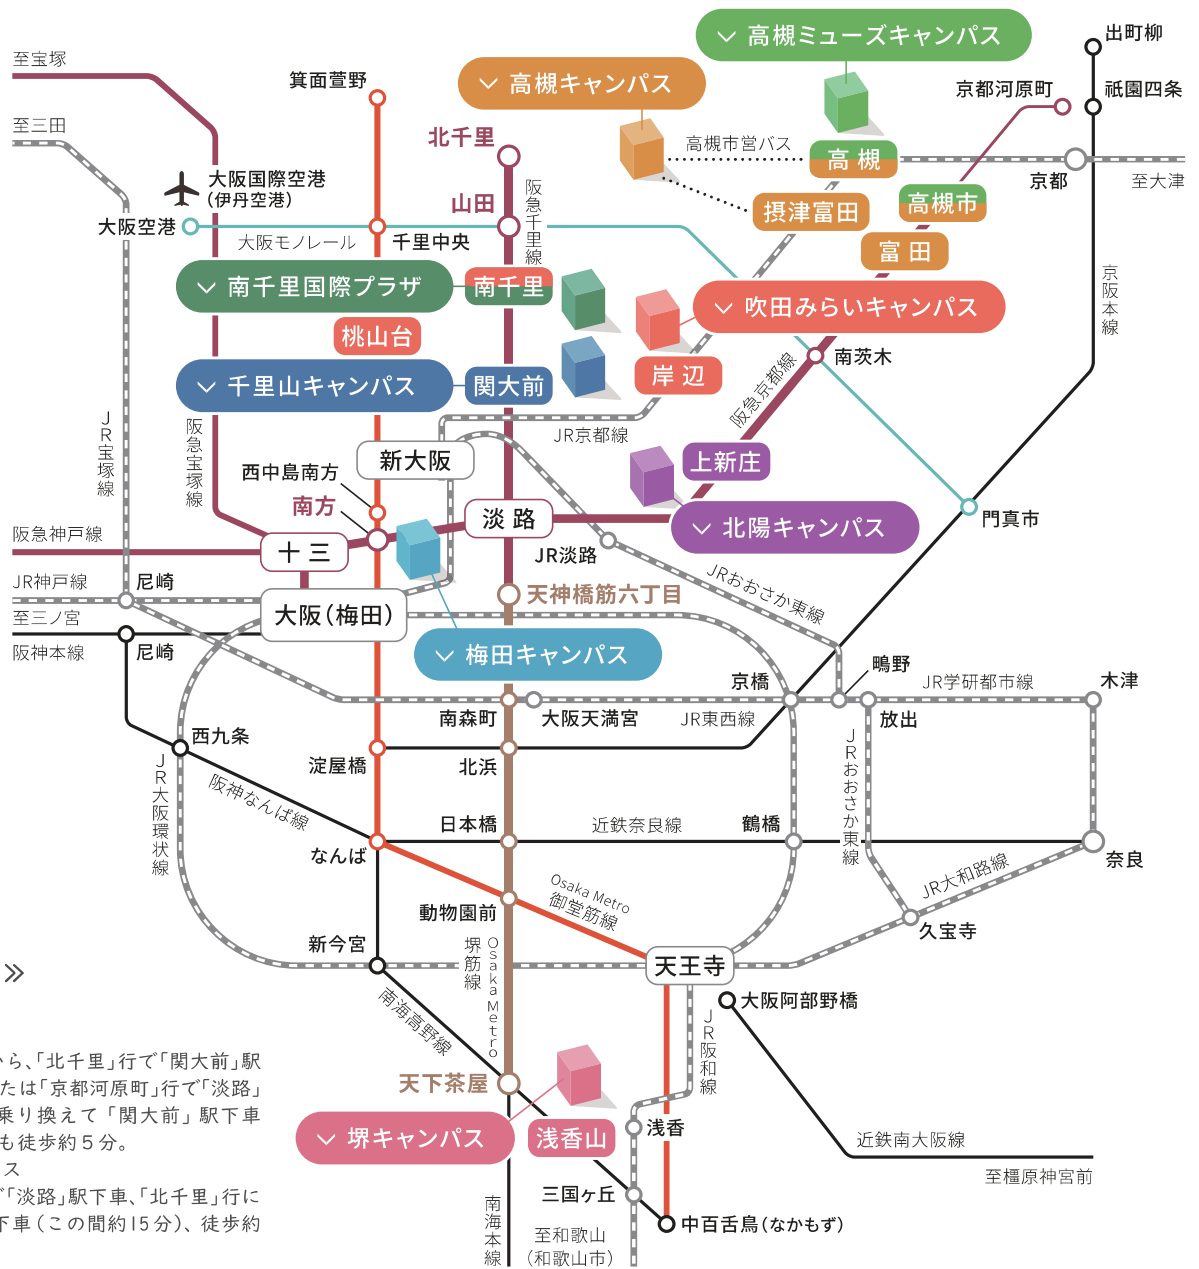 高槻ミューズキャンパス
出町柳
至宝塚
箕面萱野
高槻キャンパス
京都河原町
祇園四条
至三田
北千里
高槻市営バス
高槻
京都
至大津
大阪国際空港
(伊丹空港)
山田
阪急千里線
摂津富田
高槻市
大阪空港
大阪モノレール
千里中央
富田
南千里国際プラザ
南千里
吹田みらいキャンパス
京阪本線
桃山台
岸辺
南茨木
千里山キャンパス
関大前
阪急京都線
JR宝塚線
阪急宝塚線
JR京都線
新大阪
西中島南方
上新庄
南方
淡路
北陽キャンパス
門真市
阪急神戸線
十三
JR淡路
JR神戸線
尼崎
JRおおさか東線
至三ノ宮
大阪(梅田)
天神橋筋六丁目
阪神本線
尼崎
梅田キャンパス
京橋
鴫野
JR学研都市線
木津
南森町
大阪天満宮
JR東西線
放出
西九条
淀屋橋
北浜
JR大阪環状線
阪神なんば線
JRおおさか東線
日本橋
近鉄奈良線
鶴橋
なんば
奈良
JR大和路線
動物園前
Osaka Metro
御堂筋線
久宝寺
新今宮
堺筋線
Osaka Metro
天王寺
南海高野線
大阪阿部野橋
JR阪和線
から、「北千里」行で「関大前」駅
たは「京都河原町」行で「淡路」
乗り換えて「関大前」駅下車
も徒歩約5分。
ス
で「淡路」駅下車、「北千里」行に
下車(この間約15分)、徒歩約
天下茶屋
堺キャンパス
浅香山
浅香
近鉄南大阪線
至橿原神宮前
三国ヶ丘
南海本線
中百舌鳥(なかもず)
至和歌山
(和歌山市)